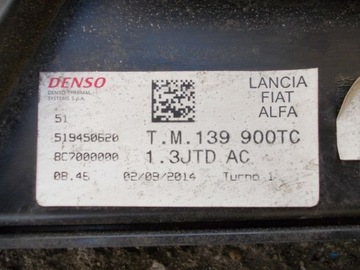 DENSO
DENSO THERMAL
SYSTEMS S.p.A.
LANCIA
FIAT
ALFA
51
519450620
T.M.139 900TC
8C7000000
1.3JTD AC
08.46 02/09/2014 Turno 1